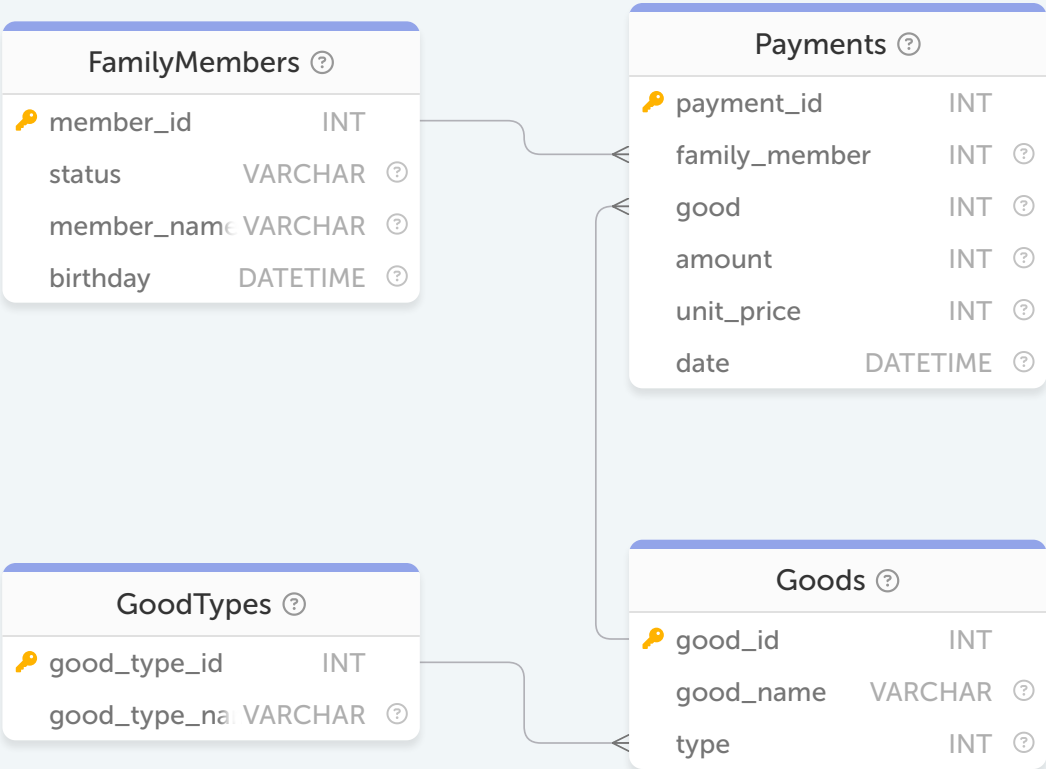 FamilyMembers ?
member_id INT
status VARCHAR ?
member_name VARCHAR ?
birthday DATETIME ?
Payments ?
payment_id INT
family_member INT ?
good INT ?
amount INT ?
unit_price INT ?
date DATETIME ?
GoodTypes ?
good_type_id INT
good_type_na VARCHAR ?
Goods ?
good_id INT
good_name VARCHAR ?
type INT ?